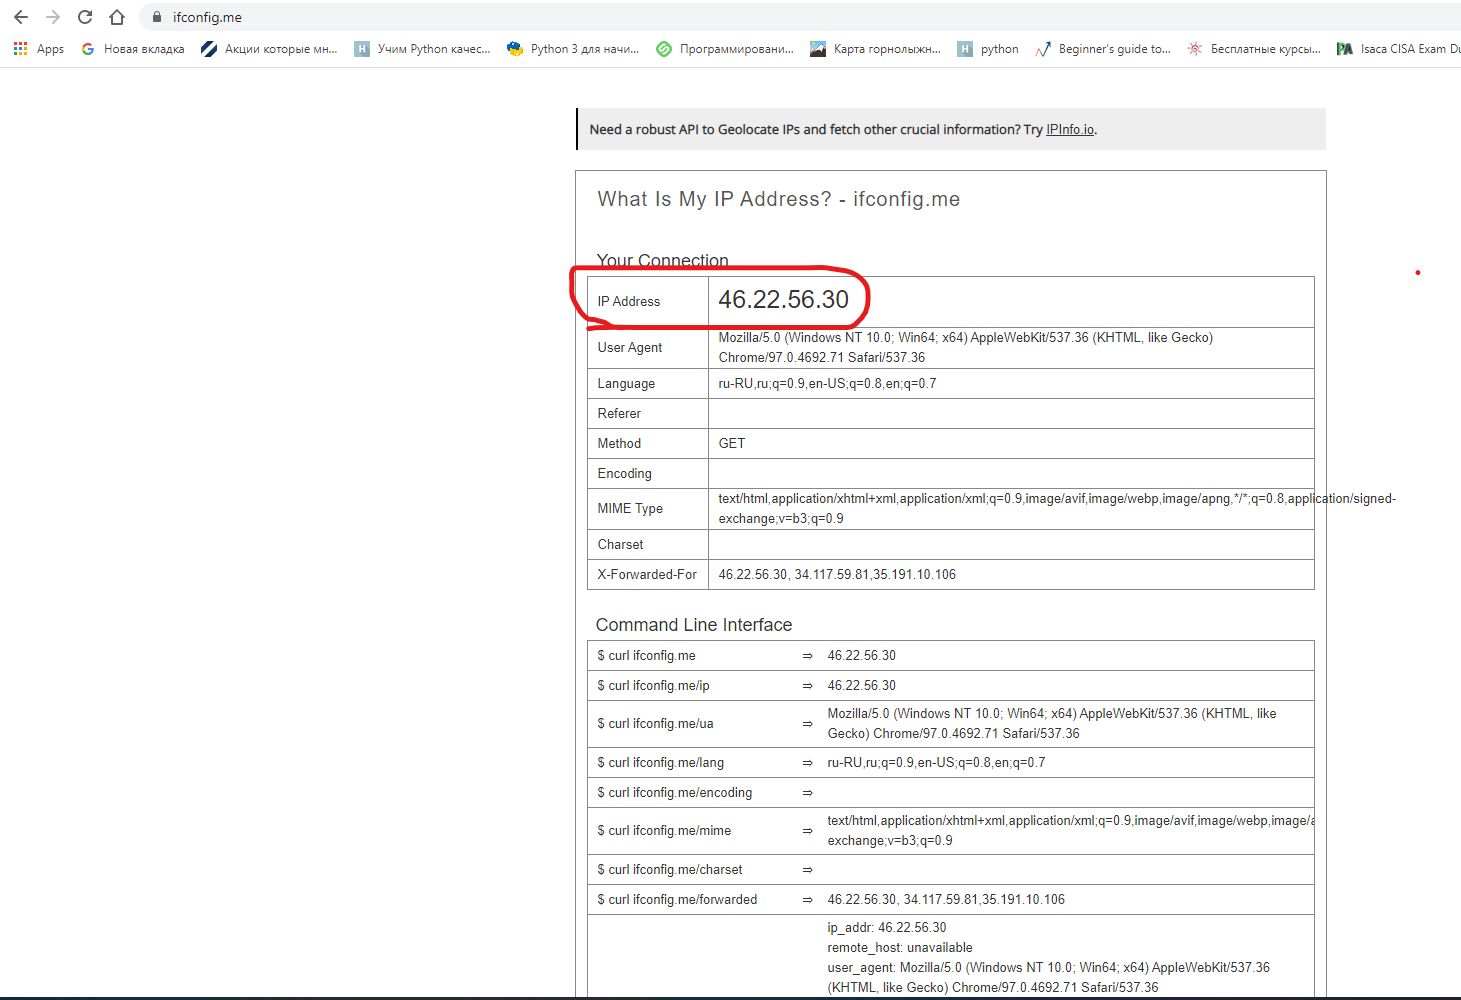 ifconfig.me
Apps Новая вкладка Акции которые мн... Учим Python качес... Python 3 для начи... Программировани... Карта горнолыжн... python Beginner's guide to... Бесплатные курсы... Isaca CISA Exam Du
Need a robust API to Geolocate IPs and fetch other crucial information? Try IPInfo.io.
What Is My IP Address? - ifconfig.me
Your Connection
IP Address 46.22.56.30
User Agent Mozilla/5.0 (Windows NT 10.0; Win64; x64) AppleWebKit/537.36 (KHTML, like Gecko)
Chrome/97.0.4692.71 Safari/537.36
Language ru-RU,ru;q=0.9,en-US;q=0.8,en;q=0.7
Referer
Method GET
Encoding
MIME Type text/html,application/xhtml+xml,application/xml;q=0.9,image/avif,image/webp,image/apng,*/*;q=0.8,application/signed-
exchange;v=b3;q=0.9
Charset
X-Forwarded-For 46.22.56.30, 34.117.59.81,35.191.10.106
Command Line Interface
$ curl ifconfig.me ⇒ 46.22.56.30
$ curl ifconfig.me/ip ⇒ 46.22.56.30
$ curl ifconfig.me/ua ⇒ Mozilla/5.0 (Windows NT 10.0; Win64; x64) AppleWebKit/537.36 (KHTML, like
Gecko) Chrome/97.0.4692.71 Safari/537.36
$ curl ifconfig.me/lang ⇒ ru-RU,ru;q=0.9,en-US;q=0.8,en;q=0.7
$ curl ifconfig.me/encoding ⇒
$ curl ifconfig.me/mime ⇒ text/html,application/xhtml+xml,application/xml;q=0.9,image/avif,image/webp,image/a
exchange;v=b3;q=0.9
$ curl ifconfig.me/charset ⇒
$ curl ifconfig.me/forwarded ⇒ 46.22.56.30, 34.117.59.81,35.191.10.106
ip_addr: 46.22.56.30
remote_host: unavailable
user_agent: Mozilla/5.0 (Windows NT 10.0; Win64; x64) AppleWebKit/537.36
(KHTML, like Gecko) Chrome/97.0.4692.71 Safari/537.36